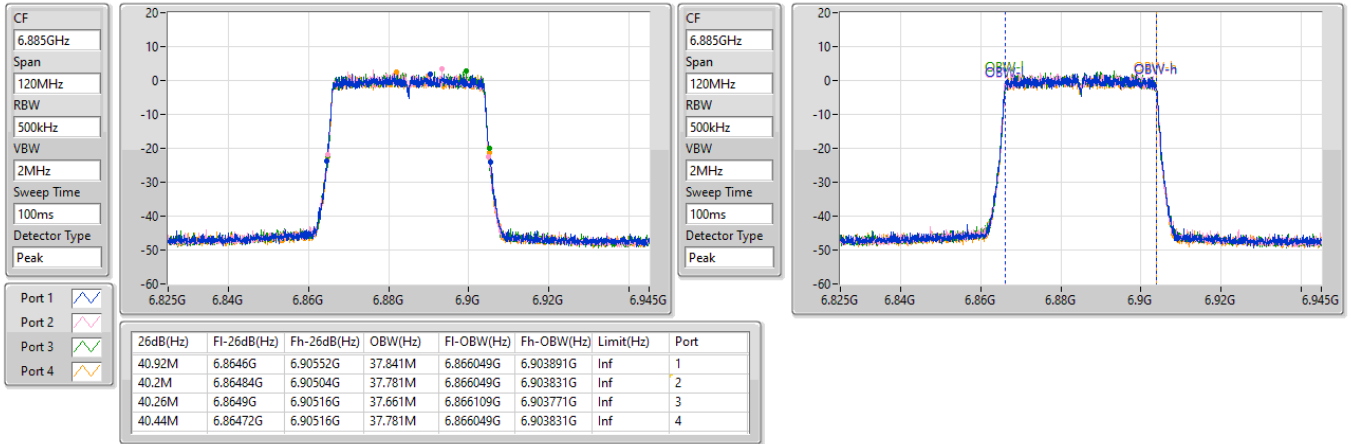 CF
6.885GHz
Span
120MHz
RBW
500kHz
VBW
2MHz
Sweep Time
100ms
Detector Type
Peak
20
10
0
-10
-20
-30
-40
-50
-60
6.825G 6.84G 6.86G 6.88G 6.9G 6.92G 6.945G
CF
6.885GHz
Span
120MHz
RBW
500kHz
VBW
2MHz
Sweep Time
100ms
Detector Type
Peak
20
10
0
-10
-20
-30
-40
-50
-60
OBW-l
OBW-h
6.825G 6.84G 6.86G 6.88G 6.9G 6.92G 6.945G
Port 1
Port 2
Port 3
Port 4
26dB(Hz) Fl-26dB(Hz) Fh-26dB(Hz) OBW(Hz) Fl-OBW(Hz) Fh-OBW(Hz) Limit(Hz) Port
40.92M 6.8646G 6.90552G 37.841M 6.866049G 6.903891G Inf 1
40.2M 6.86484G 6.90504G 37.781M 6.866049G 6.903831G Inf 2
40.26M 6.8649G 6.90516G 37.661M 6.866109G 6.903771G Inf 3
40.44M 6.86472G 6.90516G 37.781M 6.866049G 6.903831G Inf 4